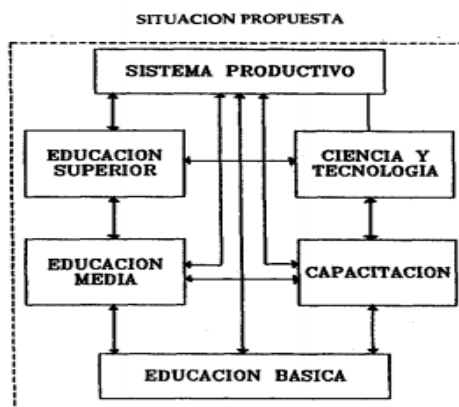 SITUACION PROPUESTA
SISTEMA PRODUCTIVO
EDUCACION
SUPERIOR
CIENCIA Y
TECNOLOGIA
EDUCACION
MEDIA
CAPACITACION
EDUCACION BASICA